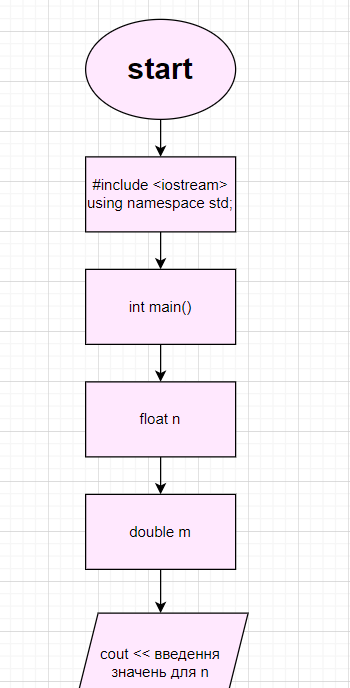 start
#include <iostream>
using namespace std;
int main()
float n
double m
cout << введення
значень для n